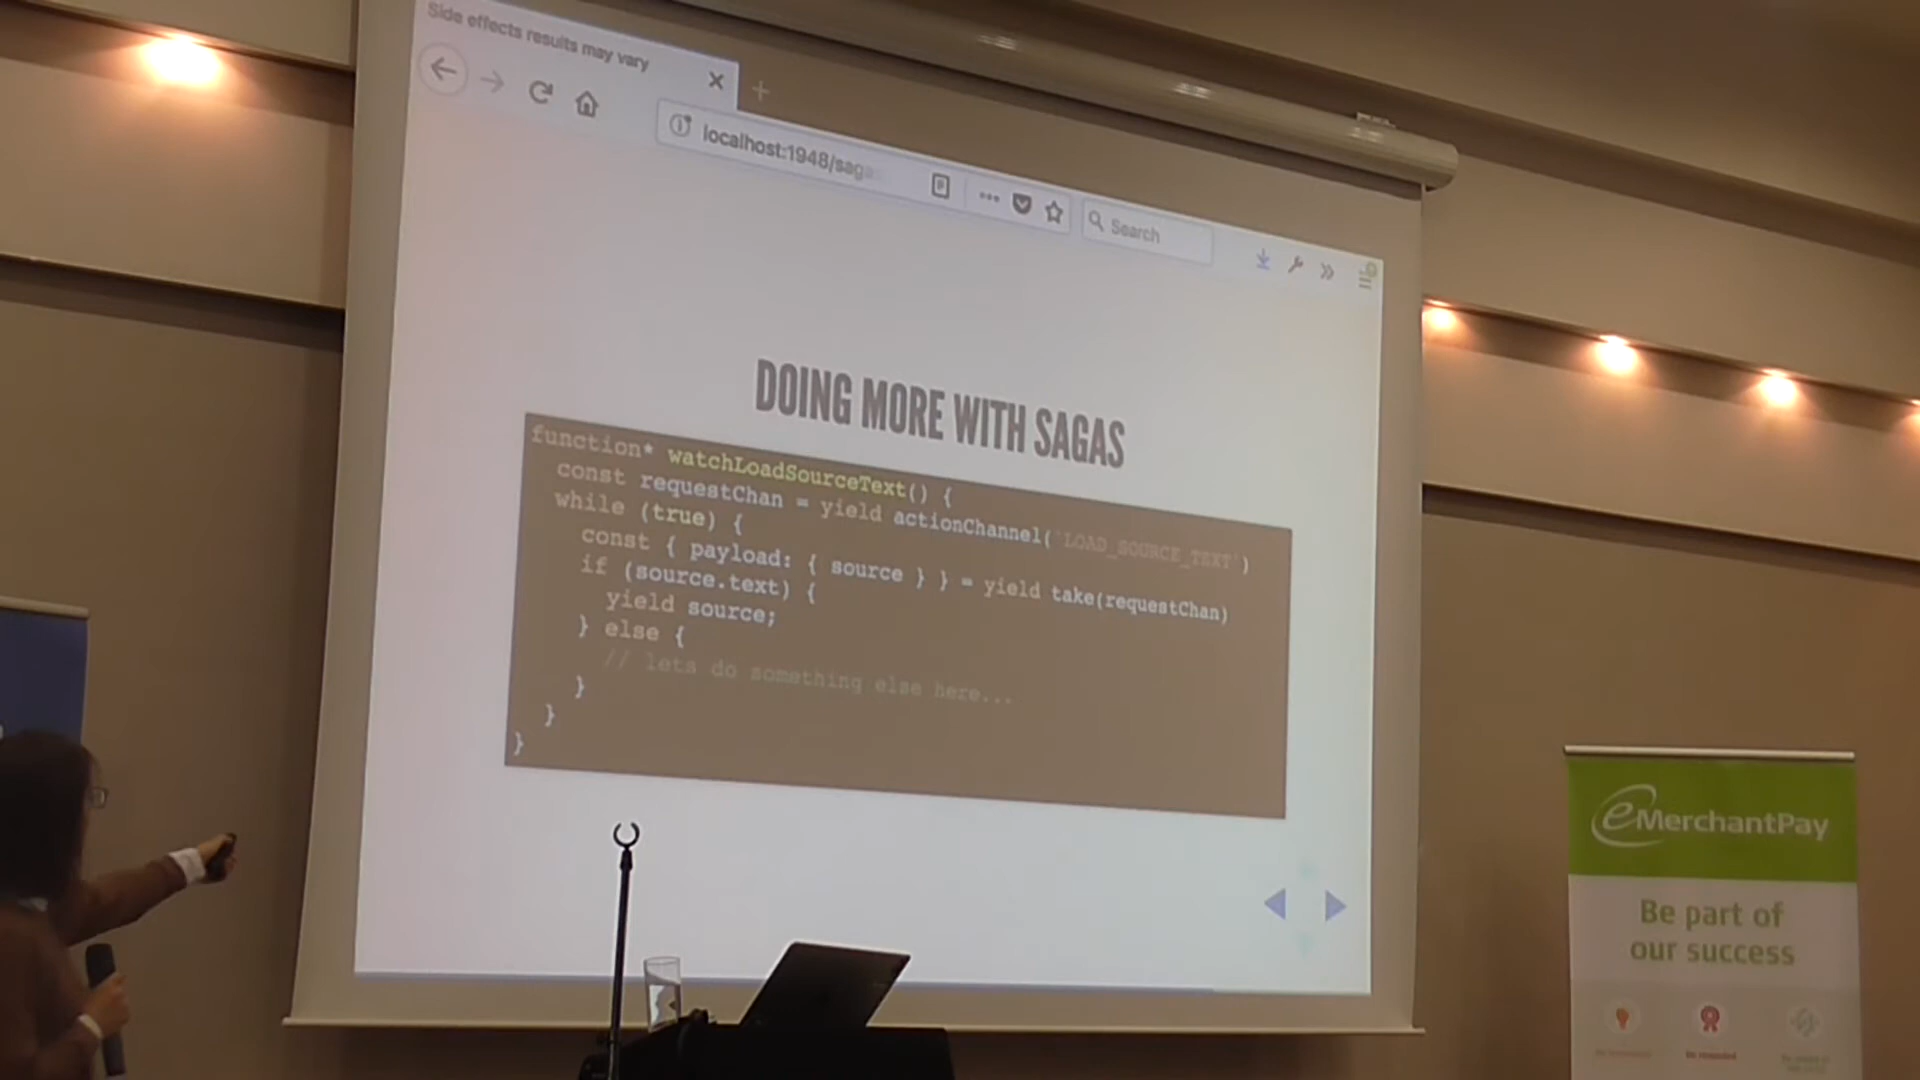 Side effects results may vary
localhost:1948/saga
Search
DOING MORE WITH SAGAS
function* watchLoadSourceText() {
const requestChan = yield actionChannel(`LOAD_SOURCE_TEXT`)
while (true) {
const { payload: { source } } = yield take(requestChan)
if (source.text) {
yield source;
} else {
// lets do something else here...
}
}
}
eMerchantPay
Be part of
our success
Be rewarded